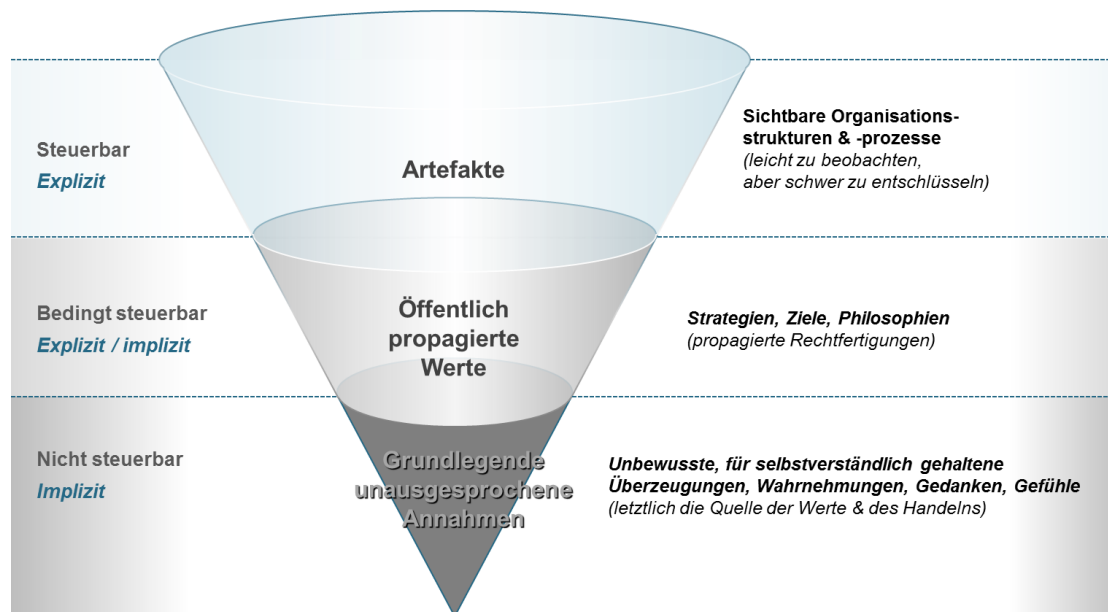 Steuerbar
Explizit
Artefakte
Sichtbare Organisations-
strukturen & -prozesse
(leicht zu beobachten,
aber schwer zu entschlüsseln)
Bedingt steuerbar
Explizit / implizit
Öffentlich
propagierte
Werte
Strategien, Ziele, Philosophien
(propagierte Rechtfertigungen)
Nicht steuerbar
Implizit
Grundlegende
unausgesprochene
Annahmen
Unbewusste, für selbstverständlich gehaltene
Überzeugungen, Wahrnehmungen, Gedanken, Gefühle
(letztlich die Quelle der Werte & des Handelns)